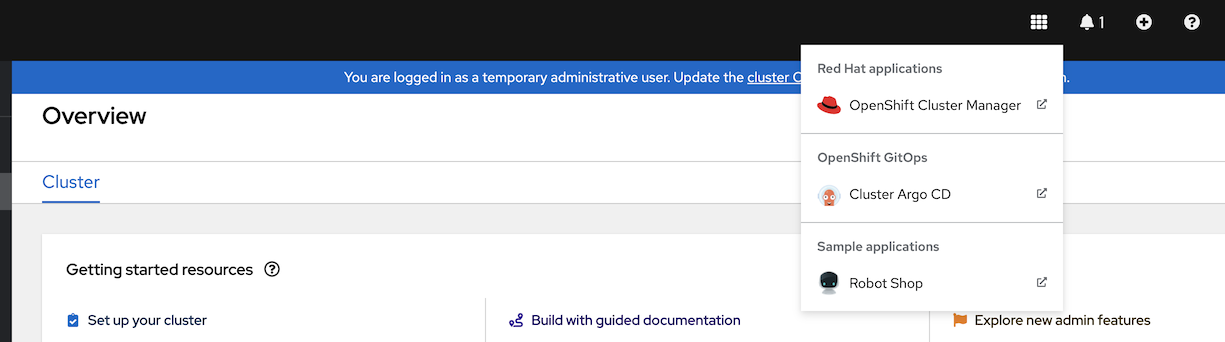 1
You are logged in as a temporary administrative user. Update the cluster
Red Hat applications
OpenShift Cluster Manager
OpenShift GitOps
Cluster Argo CD
Sample applications
Robot Shop
Overview
Cluster
Getting started resources
Set up your cluster
Build with guided documentation
Explore new admin features